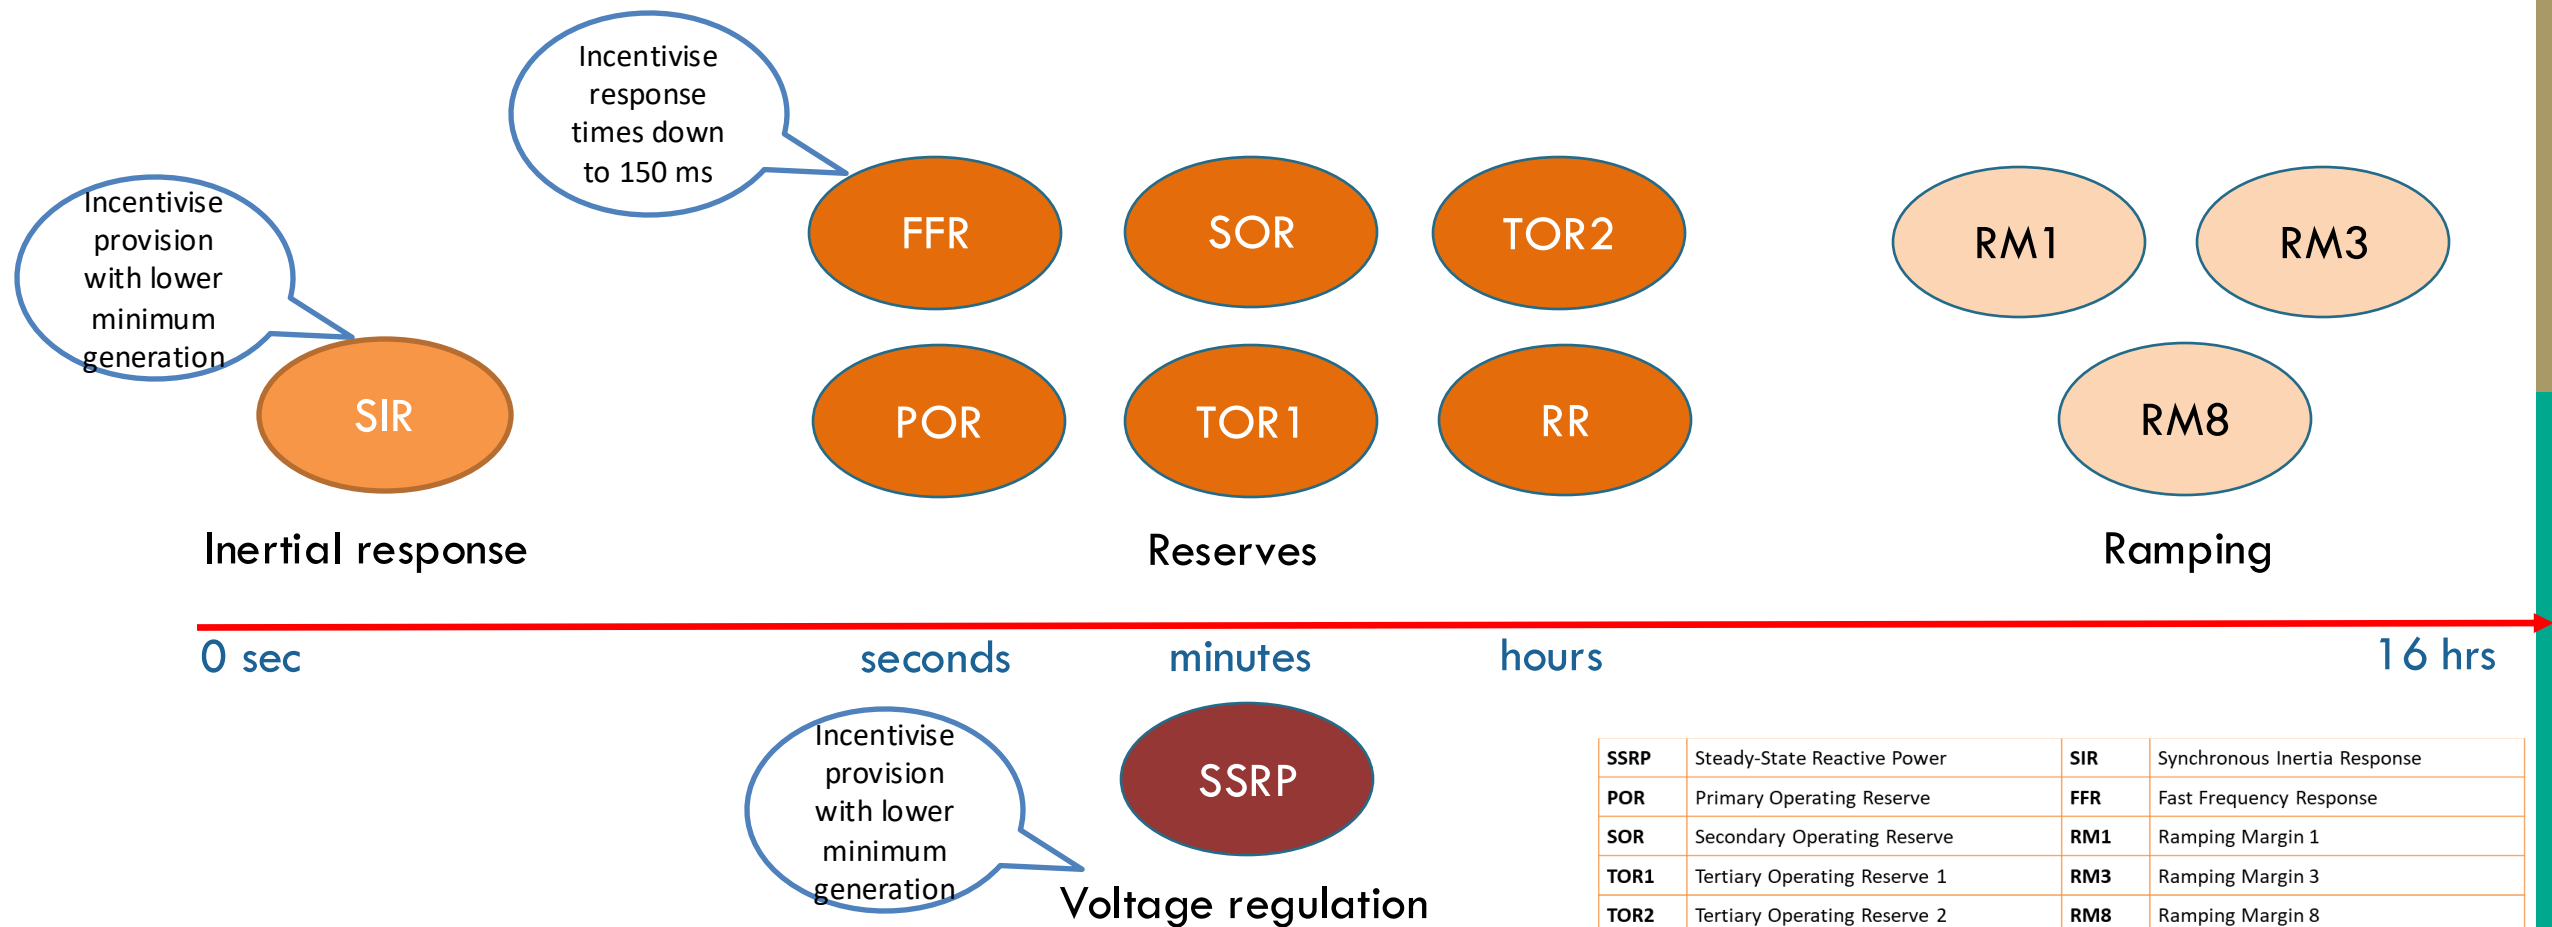 Incentivise
response
times down
to 150 ms
Incentivise
provision
with lower
minimum
generation
FFR
SOR
TOR2
RM1
RM3
SIR
POR
TOR1
RR
RM8
Inertial response
Reserves
Ramping
0 sec
seconds
minutes
hours
16 hrs
Incentivise
provision
with lower
minimum
generation
SSRP
Voltage regulation
SSRP Steady-State Reactive Power SIR Synchronous Inertia Response
POR Primary Operating Reserve FFR Fast Frequency Response
SOR Secondary Operating Reserve RM1 Ramping Margin 1
TOR1 Tertiary Operating Reserve 1 RM3 Ramping Margin 3
TOR2 Tertiary Operating Reserve 2 RM8 Ramping Margin 8